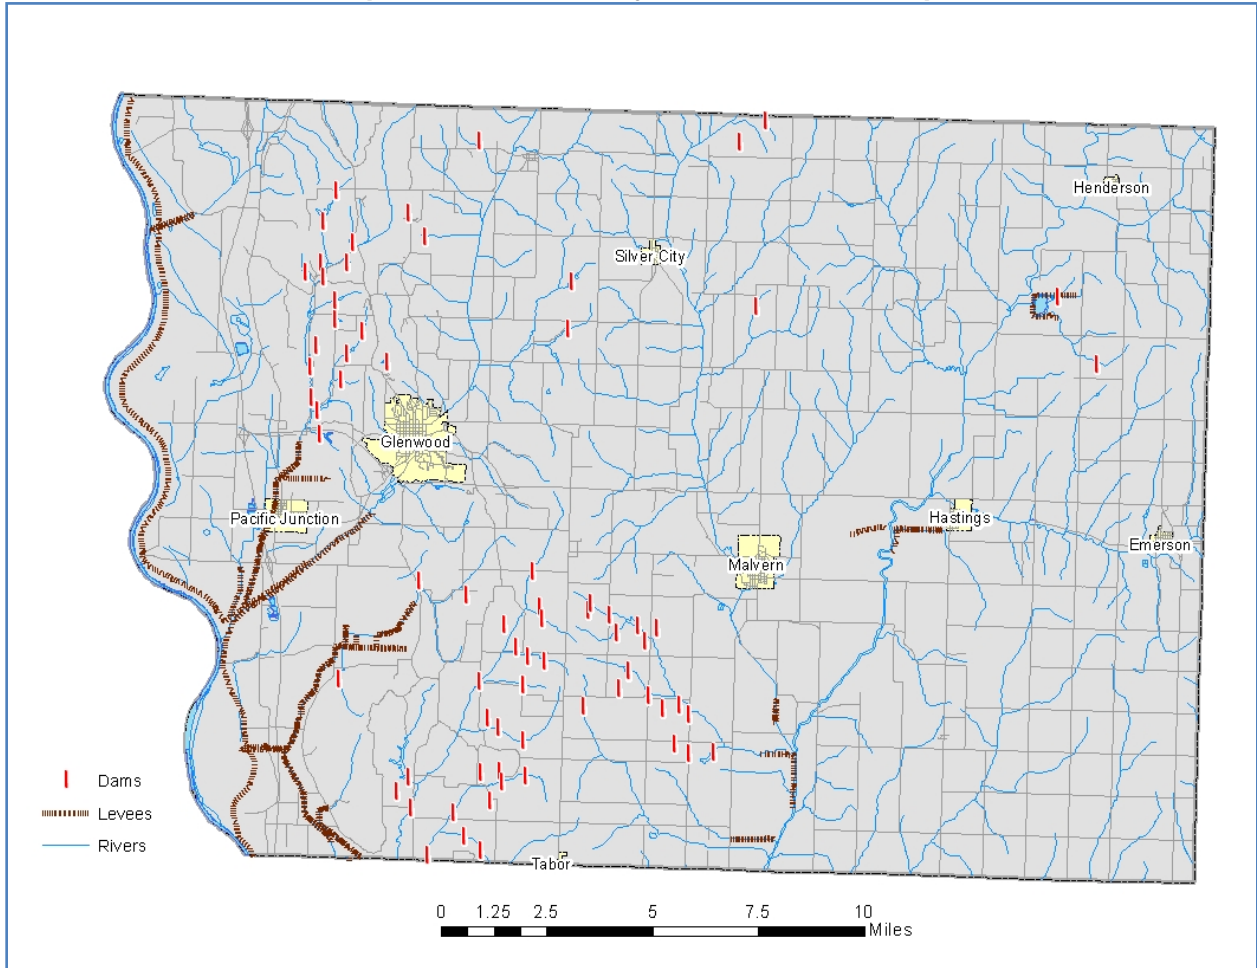 Henderson
Silver City
Glenwood
Pacific Junction
Hastings
Emerson
Malvern
Tabor
Dams
Levees
Rivers
0 1.25 2.5 5 7.5 10
Miles